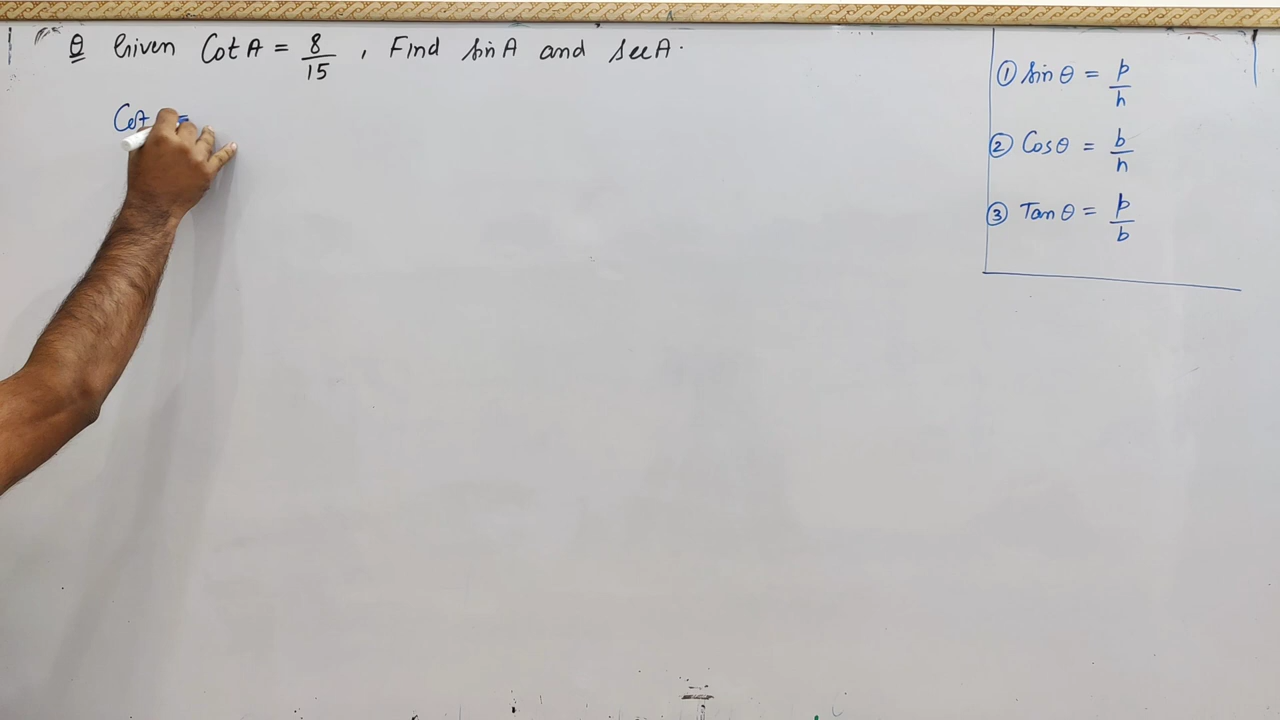 Q Given Cot A = 8/15 , Find sin A and sec A.
Cot =
① sin θ = p/h
② Cos θ = b/h
③ Tan θ = p/b